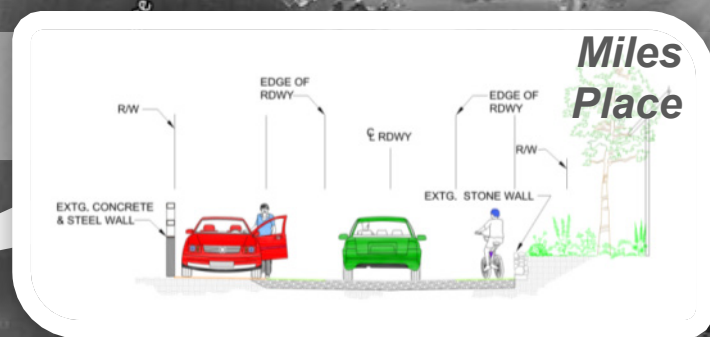 Miles
Place
EDGE OF
RDWY
R/W
EDGE OF
RDWY
℄ RDWY
R/W
EXTG. STONE WALL
EXTG. CONCRETE
& STEEL WALL